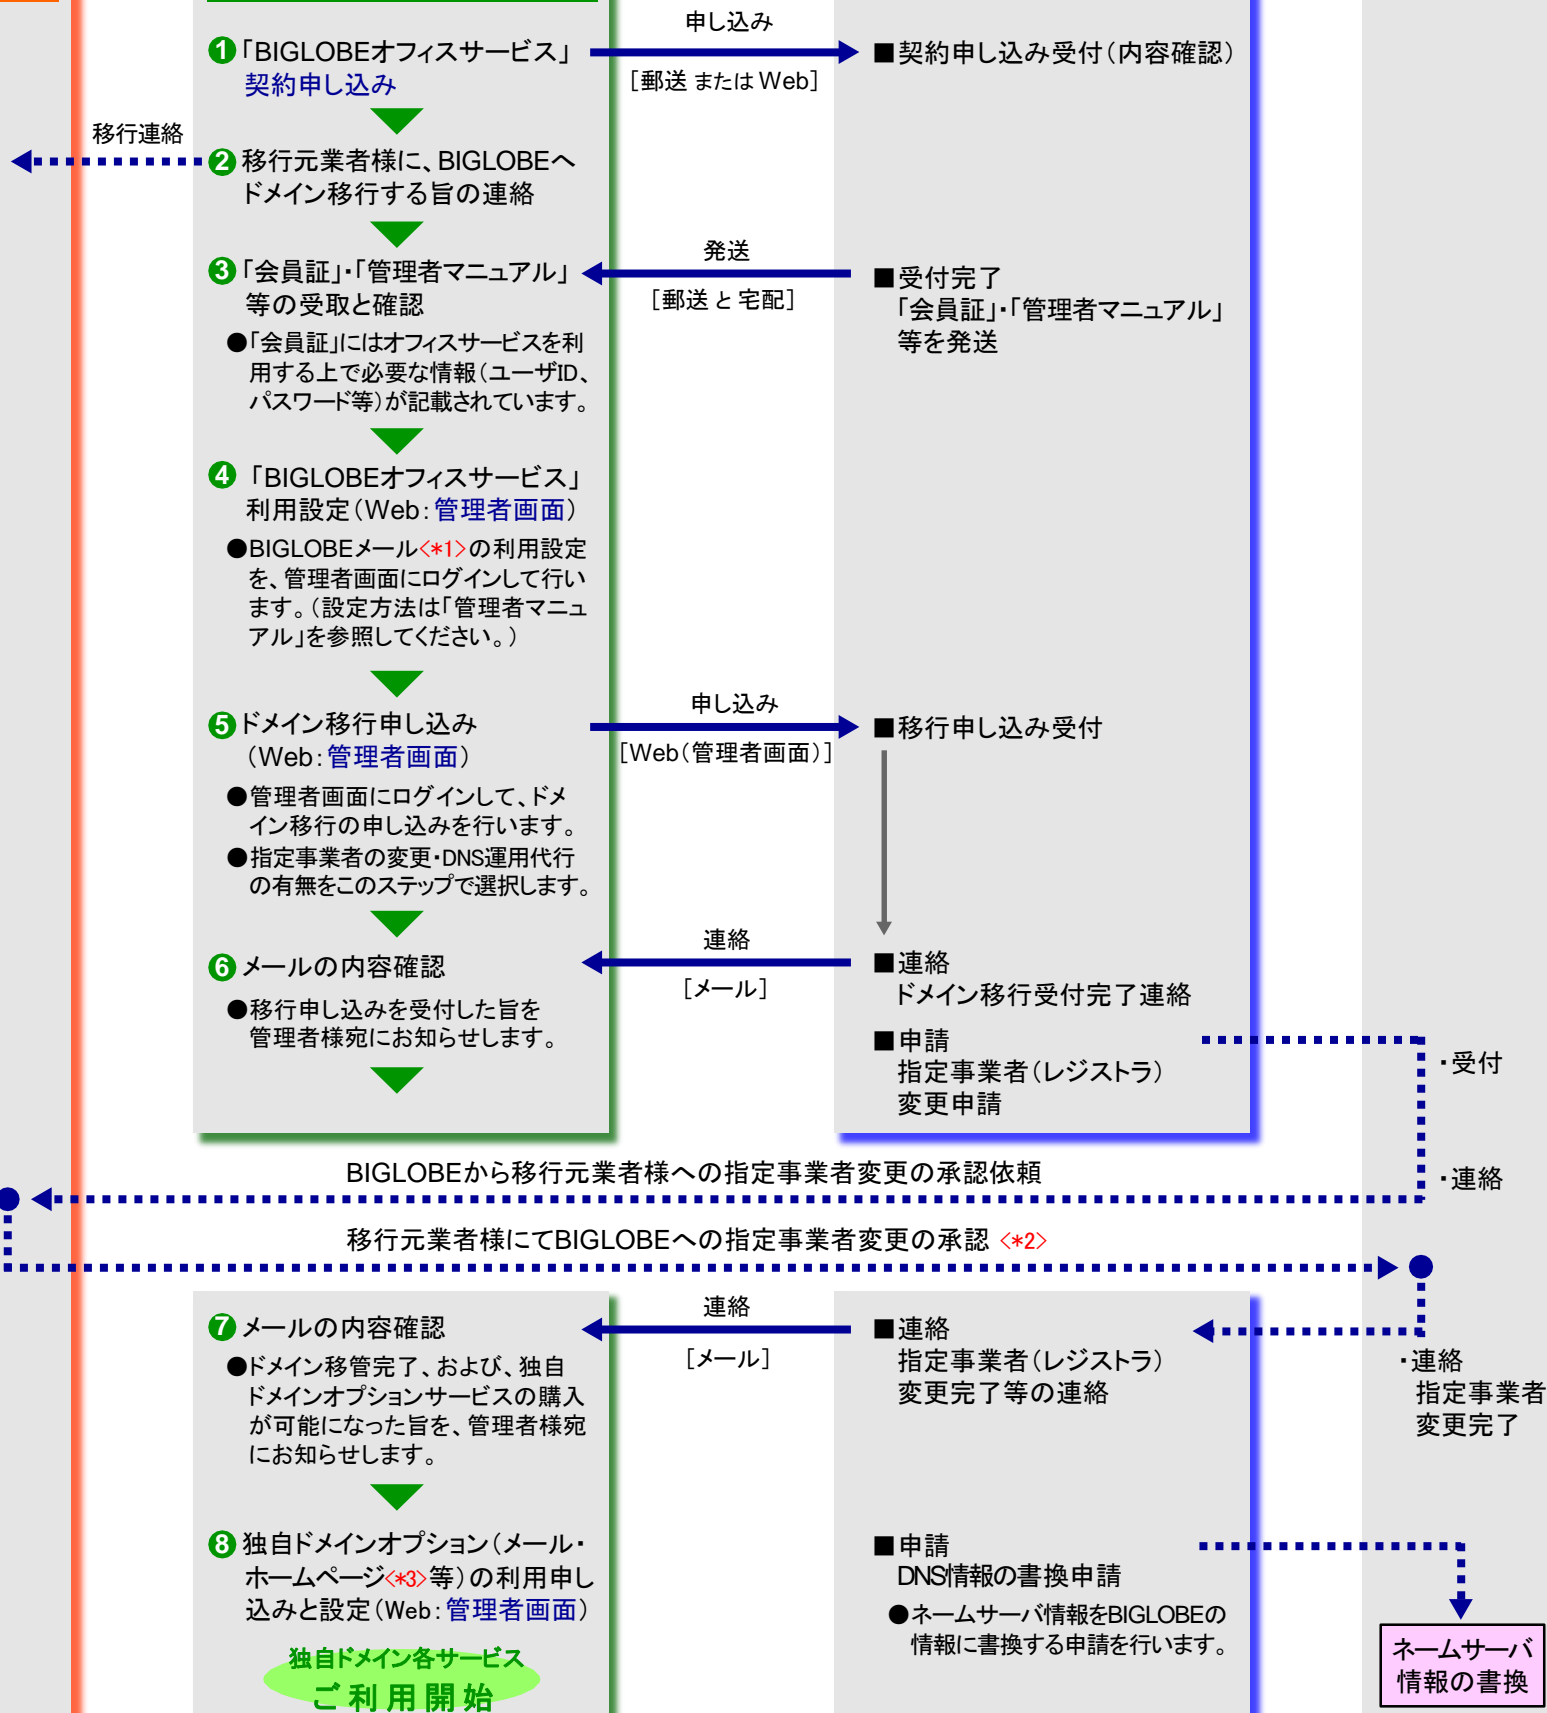 申し込み
❶「BIGLOBEオフィスサービス」
契約申し込み
[郵送 または Web]
■契約申し込み受付（内容確認）
移行連絡
❷移行元業者様に、BIGLOBEへ
ドメイン移行する旨の連絡
発送
❸「会員証」・「管理者マニュアル」
等の受取と確認
[郵送 と 宅配]
■受付完了
「会員証」・「管理者マニュアル」
等を発送
●「会員証」にはオフィスサービスを利
用する上で必要な情報（ユーザID、
パスワード等）が記載されています。
❹「BIGLOBEオフィスサービス」
利用設定（Web：管理者画面）
●BIGLOBEメール<*1>の利用設定
を、管理者画面にログインして行い
ます。（設定方法は「管理者マニュ
アル」を参照してください。）
申し込み
❺ドメイン移行申し込み
（Web：管理者画面）
[Web（管理者画面）]
■移行申し込み受付
●管理者画面にログインして、ドメ
イン移行の申し込みを行います。
●指定事業者の変更・DNS運用代行
の有無をこのステップで選択します。
連絡
❻メールの内容確認
[メール]
■連絡
ドメイン移行受付完了連絡
●移行申し込みを受付した旨を
管理者様宛にお知らせします。
■申請
指定事業者（レジストラ）
変更申請
・受付
BIGLOBEから移行元業者様への指定事業者変更の承認依頼
・連絡
移行元業者様にてBIGLOBEへの指定事業者変更の承認 <*2>
連絡
❼メールの内容確認
[メール]
■連絡
指定事業者（レジストラ）
変更完了等の連絡
・連絡
指定事業者
変更完了
●ドメイン移管完了、および、独自
ドメインオプションサービスの購入
が可能になった旨を、管理者様宛
にお知らせします。
❽独自ドメインオプション（メール・
ホームページ<*3>等）の利用申し
込みと設定（Web：管理者画面）
■申請
DNS情報の書換申請
●ネームサーバ情報をBIGLOBEの
情報に書換する申請を行います。
ネームサーバ
情報の書換
独自ドメイン各サービス
ご利用開始